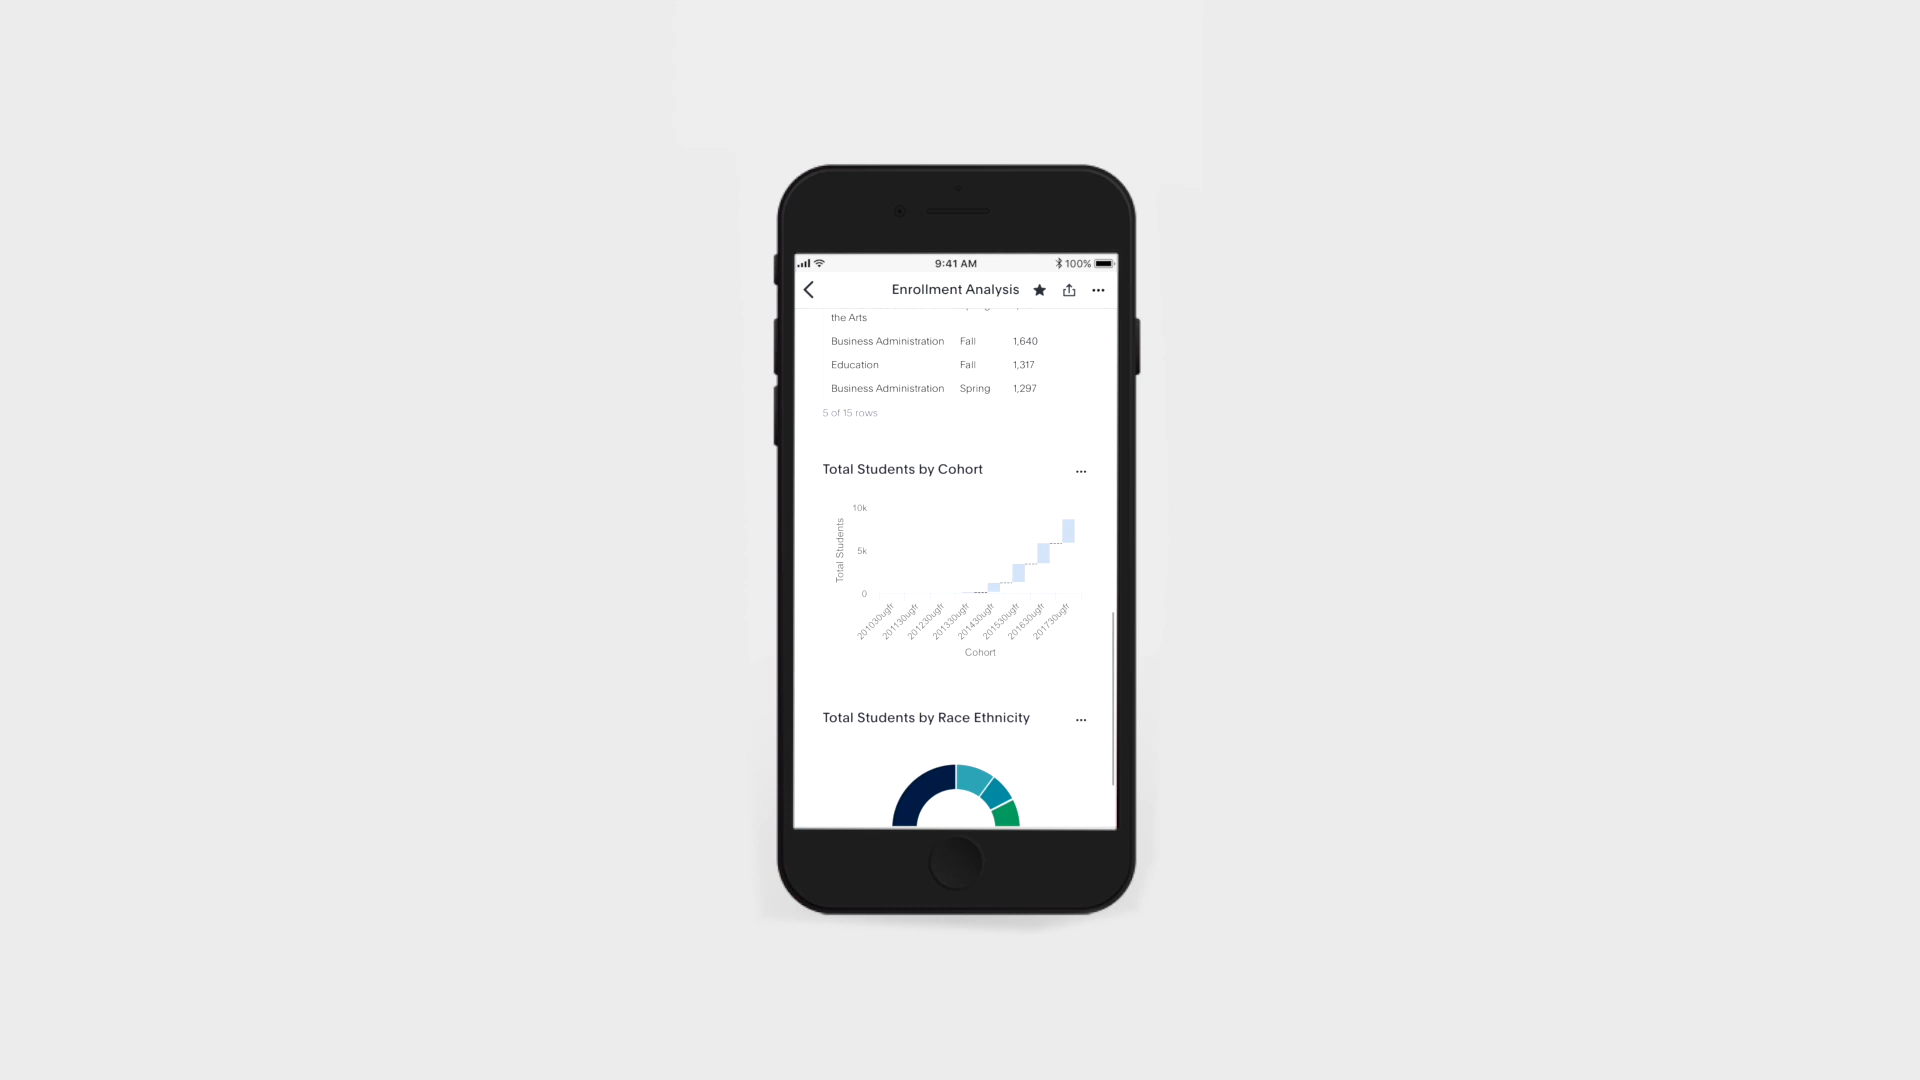 9:41 AM
100%
Enrollment Analysis
the Arts
Business Administration Fall 1,640
Education Fall 1,317
Business Administration Spring 1,297
5 of 15 rows
Total Students by Cohort
10k
5k
0
Total Students
201030ugfr
201130ugfr
201230ugfr
201330ugfr
201430ugfr
201530ugfr
201630ugfr
201730ugfr
Cohort
Total Students by Race Ethnicity